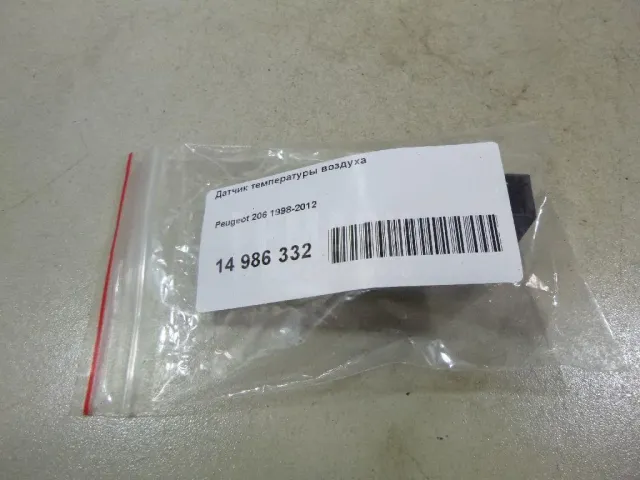 Датчик температуры воздуха
Peugeot 206 1998-2012
14 986 332